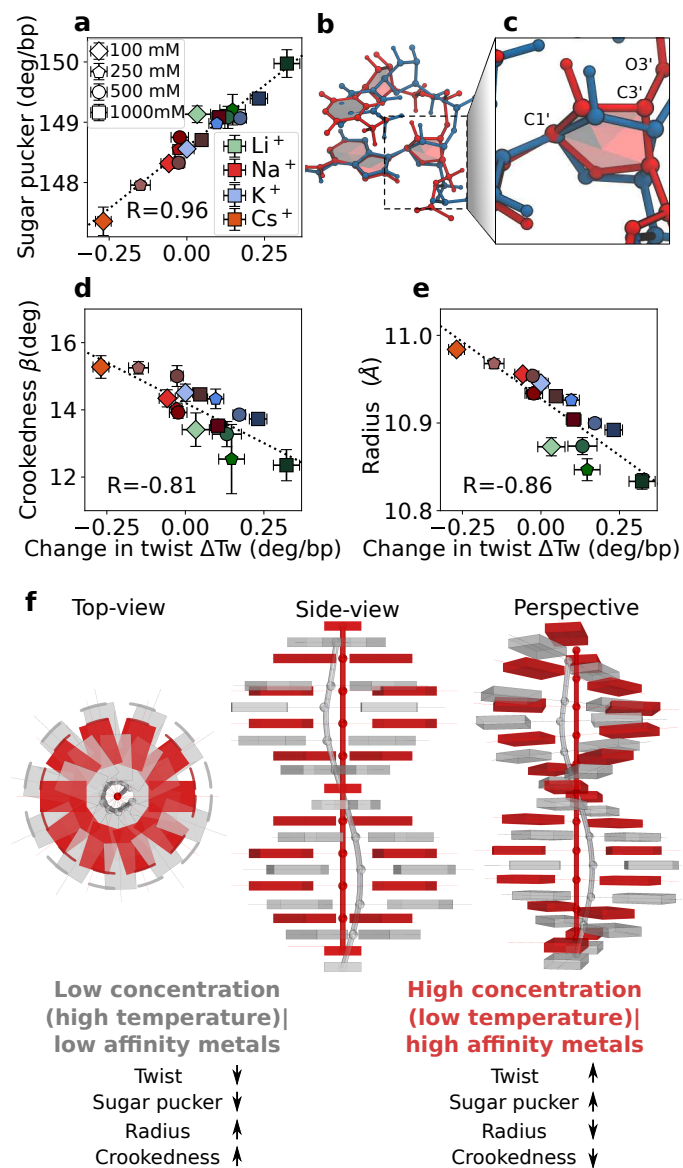 a
b
c
Sugar pucker (deg/bp)
150
149
148
100 mM
250 mM
500 mM
1000mM
Li+
Na+
K+
Cs+
R=0.96
−0.25
0.00
0.25
O3'
C3'
C1'
d
Crookedness β(deg)
16
14
12
R=-0.81
−0.25
0.00
0.25
Change in twist ΔTw (deg/bp)
e
Radius (Å)
11.0
10.9
10.8
R=-0.86
−0.25
0.00
0.25
Change in twist ΔTw (deg/bp)
f
Top-view
Side-view
Perspective
Low concentration
(high temperature)|
low affinity metals
Twist ↓
Sugar pucker ↓
Radius ↑
Crookedness ↑
High concentration
(low temperature)|
high affinity metals
Twist ↑
Sugar pucker ↑
Radius ↓
Crookedness ↓